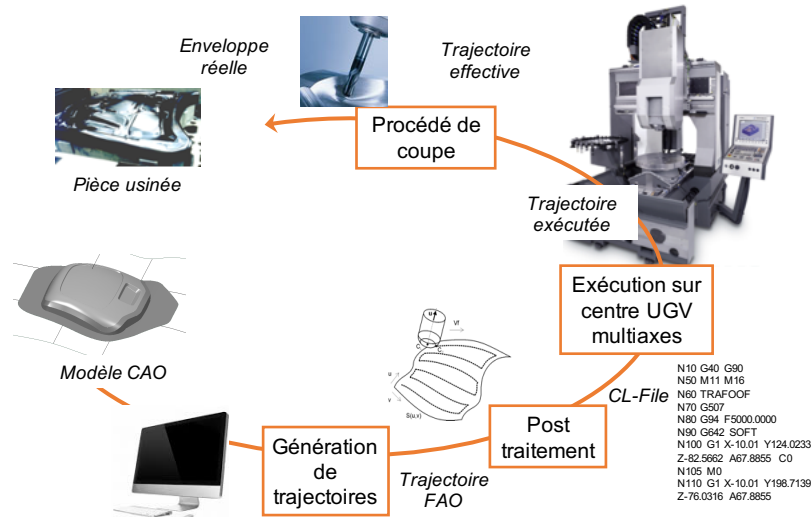 Enveloppe
réelle
Trajectoire
effective
Procédé de
coupe
Pièce usinée
Trajectoire
exécutée
Exécution sur
centre UGV
multiaxes
u
Vf
C
C
u
v
S(u,v)
Modèle CAO
CL-File
N10 G40 G90
N50 M11 M16
N60 TRAFOOF
N70 G507
N80 G94 F5000.0000
N90 G642 SOFT
N100 G1 X-10.01 Y124.0233
Z-82.5662 A67.8855 C0
N105 M0
N110 G1 X-10.01 Y198.7139
Z-76.0316 A67.8855
Post
traitement
Génération
de
trajectoires
Trajectoire
FAO